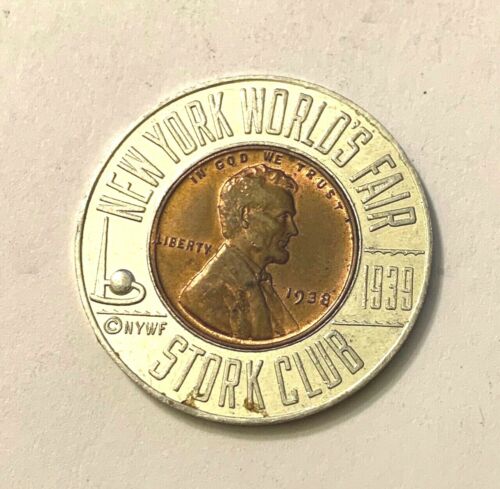 NEW YORK WORLD'S FAIR
1939
STORK CLUB
©NYWF
IN GOD WE TRUST
LIBERTY
1938